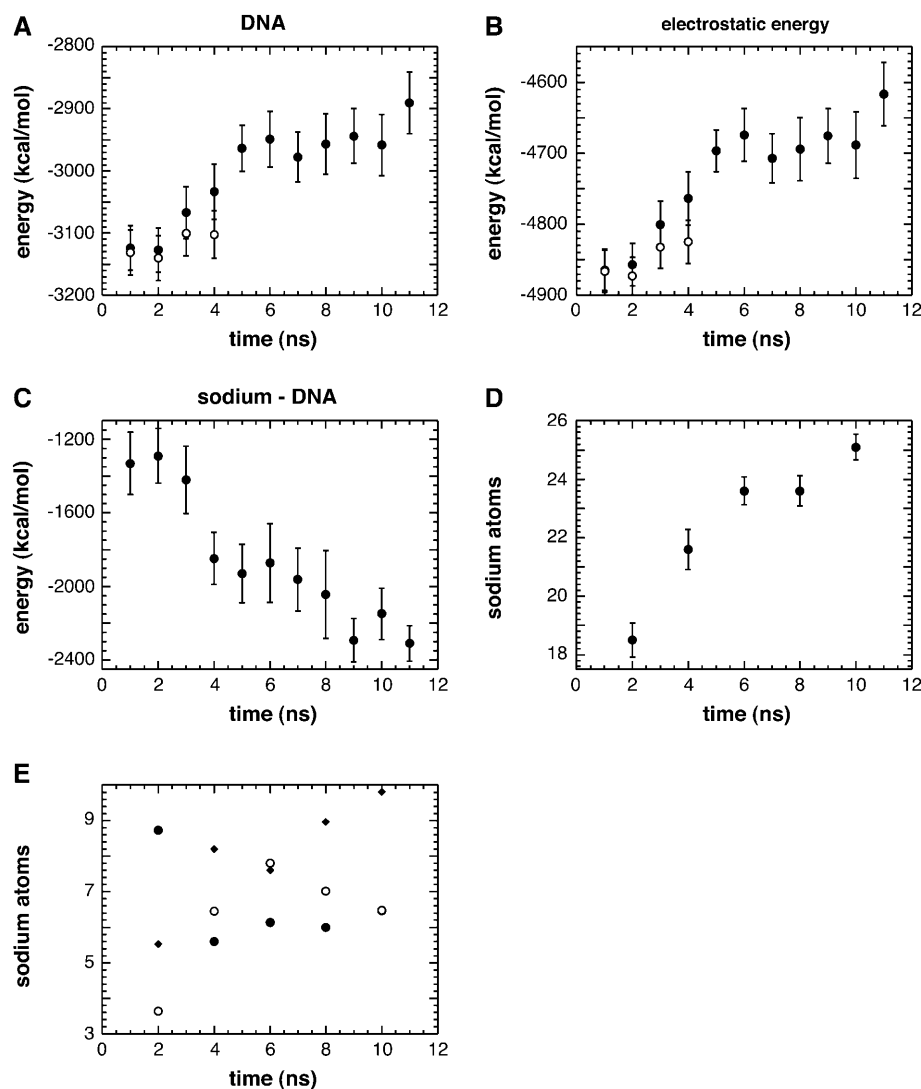 A
DNA
energy (kcal/mol)
-2800
-2900
-3000
-3100
-3200
0 2 4 6 8 10 12
time (ns)
B
electrostatic energy
energy (kcal/mol)
-4600
-4700
-4800
-4900
0 2 4 6 8 10 12
time (ns)
C
sodium - DNA
energy (kcal/mol)
-1200
-1600
-2000
-2400
0 2 4 6 8 10 12
time (ns)
D
sodium atoms
26
24
22
20
18
0 2 4 6 8 10 12
time (ns)
E
sodium atoms
9
7
5
3
0 2 4 6 8 10 12
time (ns)